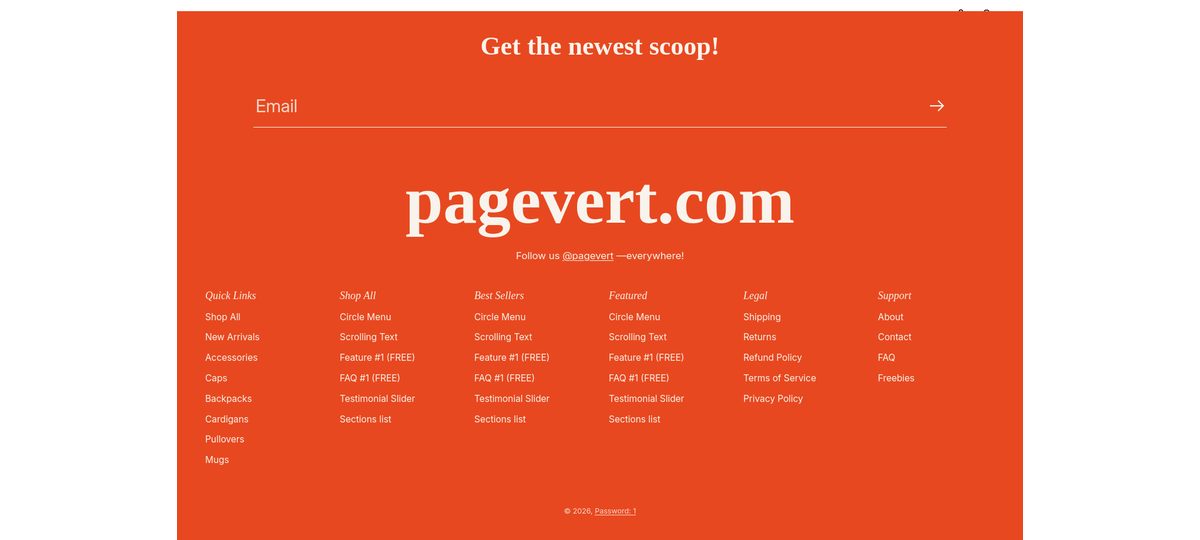 Get the newest scoop!
Email
pagevert.com
Follow us @pagevert —everywhere!
Quick Links
Shop All
New Arrivals
Accessories
Caps
Backpacks
Cardigans
Pullovers
Mugs
Shop All
Circle Menu
Scrolling Text
Feature #1 (FREE)
FAQ #1 (FREE)
Testimonial Slider
Sections list
Best Sellers
Circle Menu
Scrolling Text
Feature #1 (FREE)
FAQ #1 (FREE)
Testimonial Slider
Sections list
Featured
Circle Menu
Scrolling Text
Feature #1 (FREE)
FAQ #1 (FREE)
Testimonial Slider
Sections list
Legal
Shipping
Returns
Refund Policy
Terms of Service
Privacy Policy
Support
About
Contact
FAQ
Freebies
© 2026, Password: 1